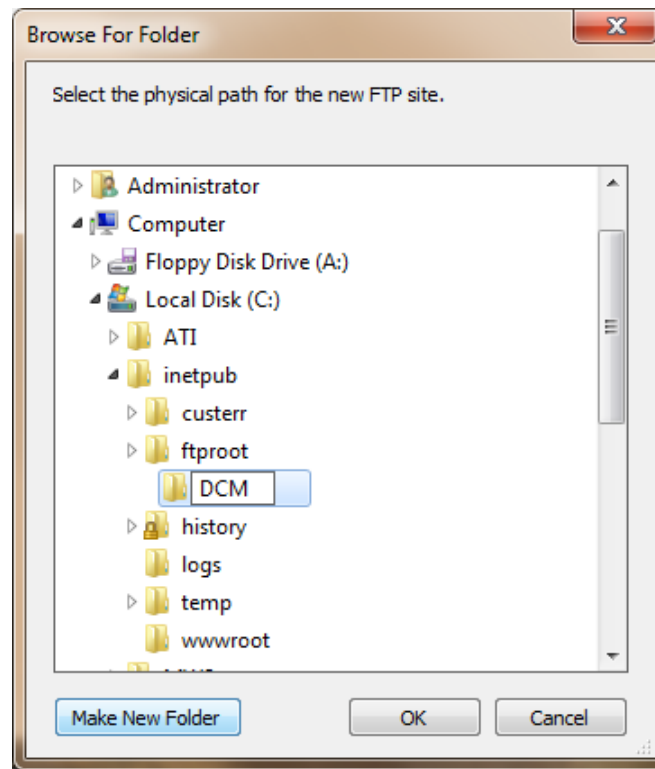 Browse For Folder
Select the physical path for the new FTP site.
Administrator
Computer
Floppy Disk Drive (A:)
Local Disk (C:)
ATI
inetpub
custerr
ftproot
DCM
history
logs
temp
wwwroot
Make New Folder OK Cancel